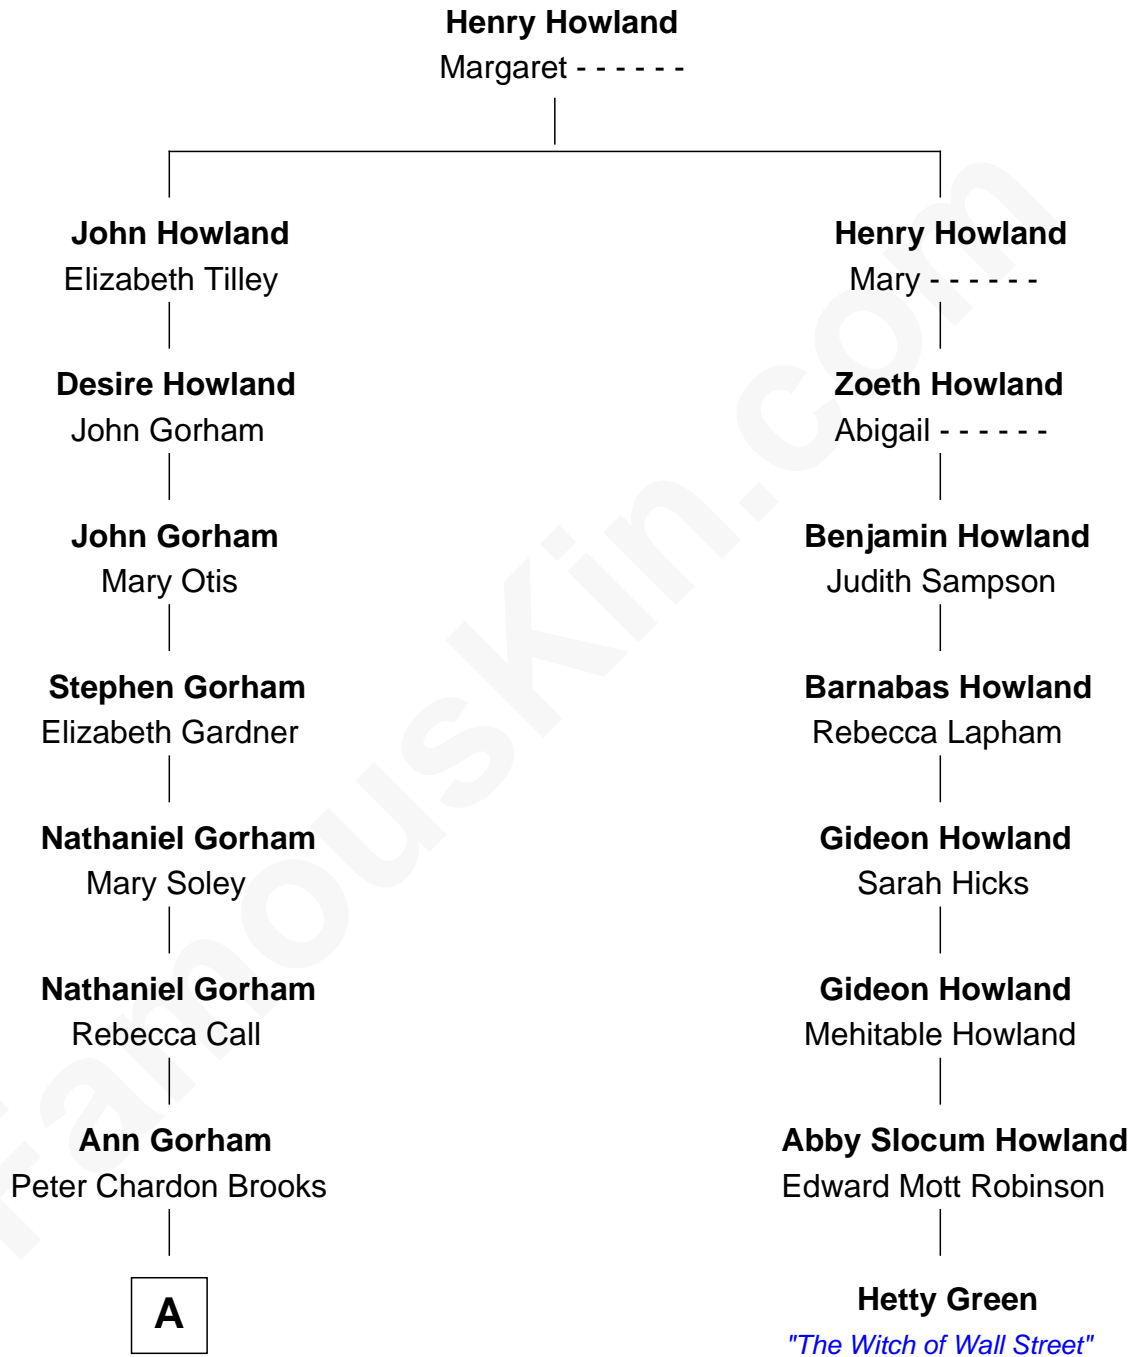 Henry Howland
Margaret - - - - - -
John Howland
Elizabeth Tilley
Henry Howland
Mary - - - - - -
Desire Howland
John Gorham
Zoeth Howland
Abigail - - - - - -
John Gorham
Mary Otis
Benjamin Howland
Judith Sampson
Stephen Gorham
Elizabeth Gardner
Barnabas Howland
Rebecca Lapham
Nathaniel Gorham
Mary Soley
Gideon Howland
Sarah Hicks
Nathaniel Gorham
Rebecca Call
Gideon Howland
Mehitable Howland
Ann Gorham
Peter Chardon Brooks
Abby Slocum Howland
Edward Mott Robinson
A
Hetty Green
"The Witch of Wall Street"
FamousKin.com